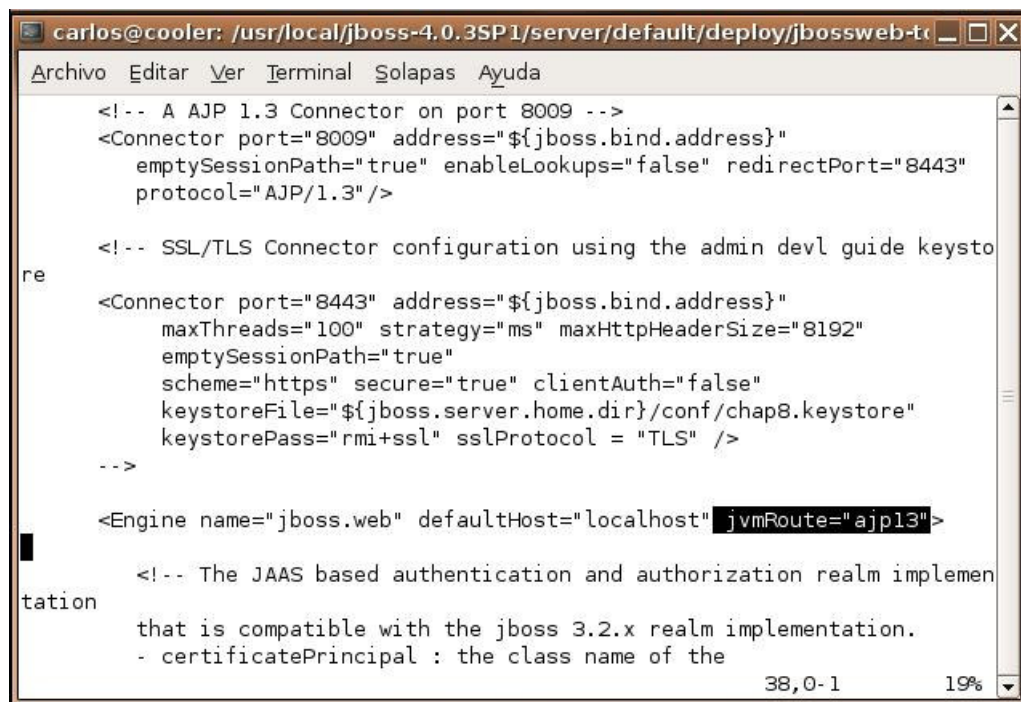 carlos@cooler: /usr/local/jboss-4.0.3SP1/server/default/deploy/jbossweb-to
Archivo Editar Ver Terminal Solapas Ayuda
<!-- A AJP 1.3 Connector on port 8009 -->
<Connector port="8009" address="${jboss.bind.address}"
emptySessionPath="true" enableLookups="false" redirectPort="8443"
protocol="AJP/1.3"/>
<!-- SSL/TLS Connector configuration using the admin devl guide keysto
re
<Connector port="8443" address="${jboss.bind.address}"
maxThreads="100" strategy="ms" maxHttpHeaderSize="8192"
emptySessionPath="true"
scheme="https" secure="true" clientAuth="false"
keystoreFile="${jboss.server.home.dir}/conf/chap8.keystore"
keystorePass="rmi+ssl" sslProtocol = "TLS" />
-->
<Engine name="jboss.web" defaultHost="localhost" jvmRoute="ajp13">
<!-- The JAAS based authentication and authorization realm implemen
tation
that is compatible with the jboss 3.2.x realm implementation.
- certificatePrincipal : the class name of the
38,0-1 19%